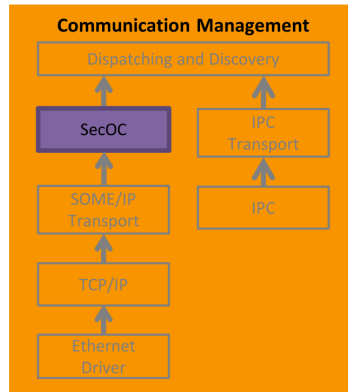 Communication Management
Dispatching and Discovery
SecOC
IPC
Transport
SOME/IP
Transport
IPC
TCP/IP
Ethernet
Driver